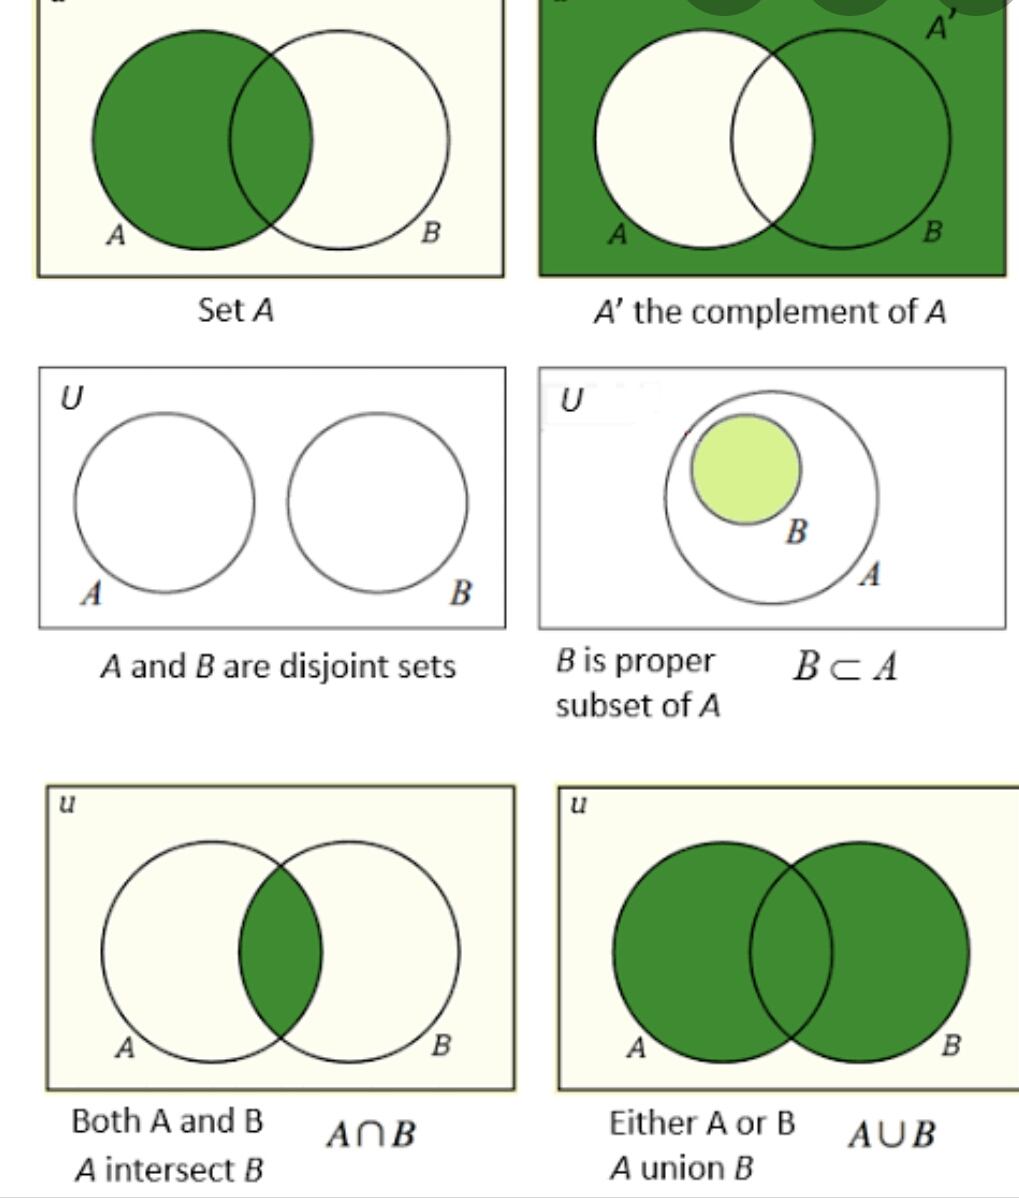 A'
A B
A B
Set A
A' the complement of A
U
U
A B
B
A
A and B are disjoint sets
B is proper
subset of A
B ⊂ A
u
u
A B
A B
Both A and B
A intersect B
A∩B
Either A or B
A union B
A∪B